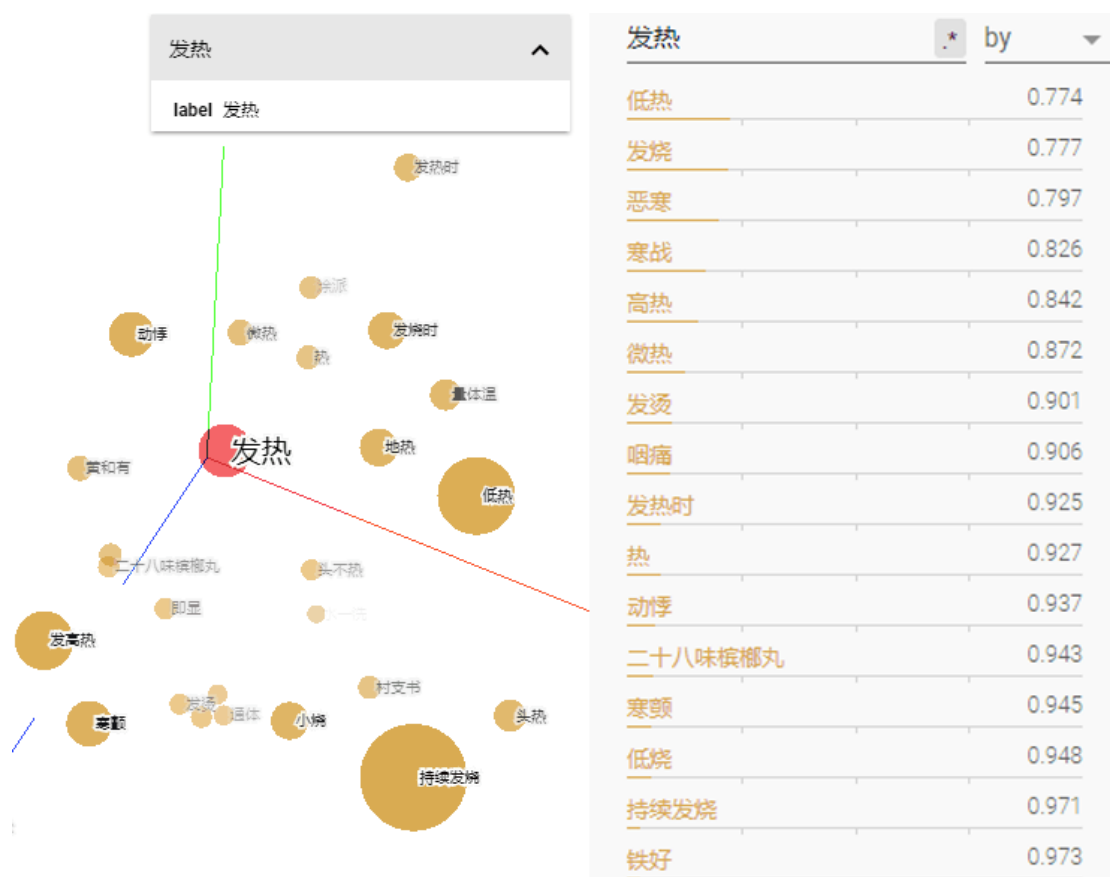 发热
label 发热
发热时
动悸
微热
发烧时
热
量体温
发热
地热
黄和有
低热
二十八味槟榔丸
头不热
即显
发高热
村支书
发烫
通体
寒颤
小烧
头热
持续发烧
发热 .* by
低热 0.774
发烧 0.777
恶寒 0.797
寒战 0.826
高热 0.842
微热 0.872
发烫 0.901
咽痛 0.906
发热时 0.925
热 0.927
动悸 0.937
二十八味槟榔丸 0.943
寒颤 0.945
低烧 0.948
持续发烧 0.971
铁好 0.973